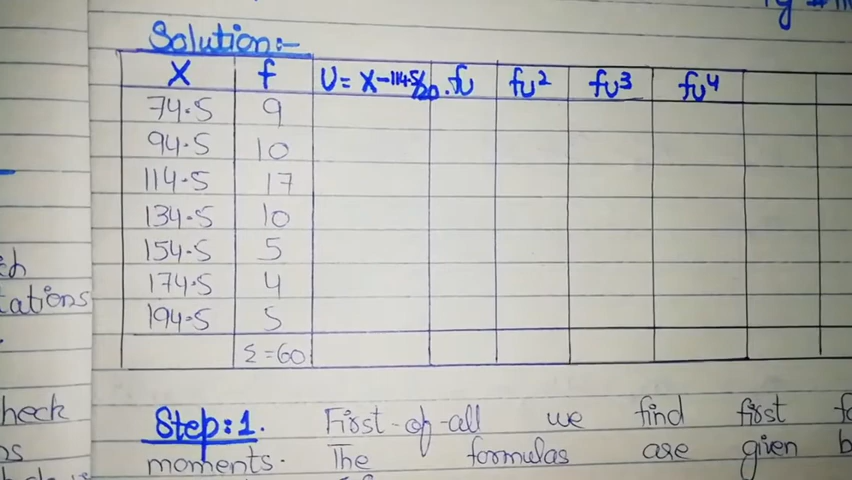 Solution:-
X f U = X-114.5/20 . fu fu² fu³ fu⁴
74.5 9
94.5 10
114.5 17
134.5 10
154.5 5
174.5 4
194.5 5
Σ=60
tations
heck
Step:1. First-of-all we find first
moments. The formulas are given